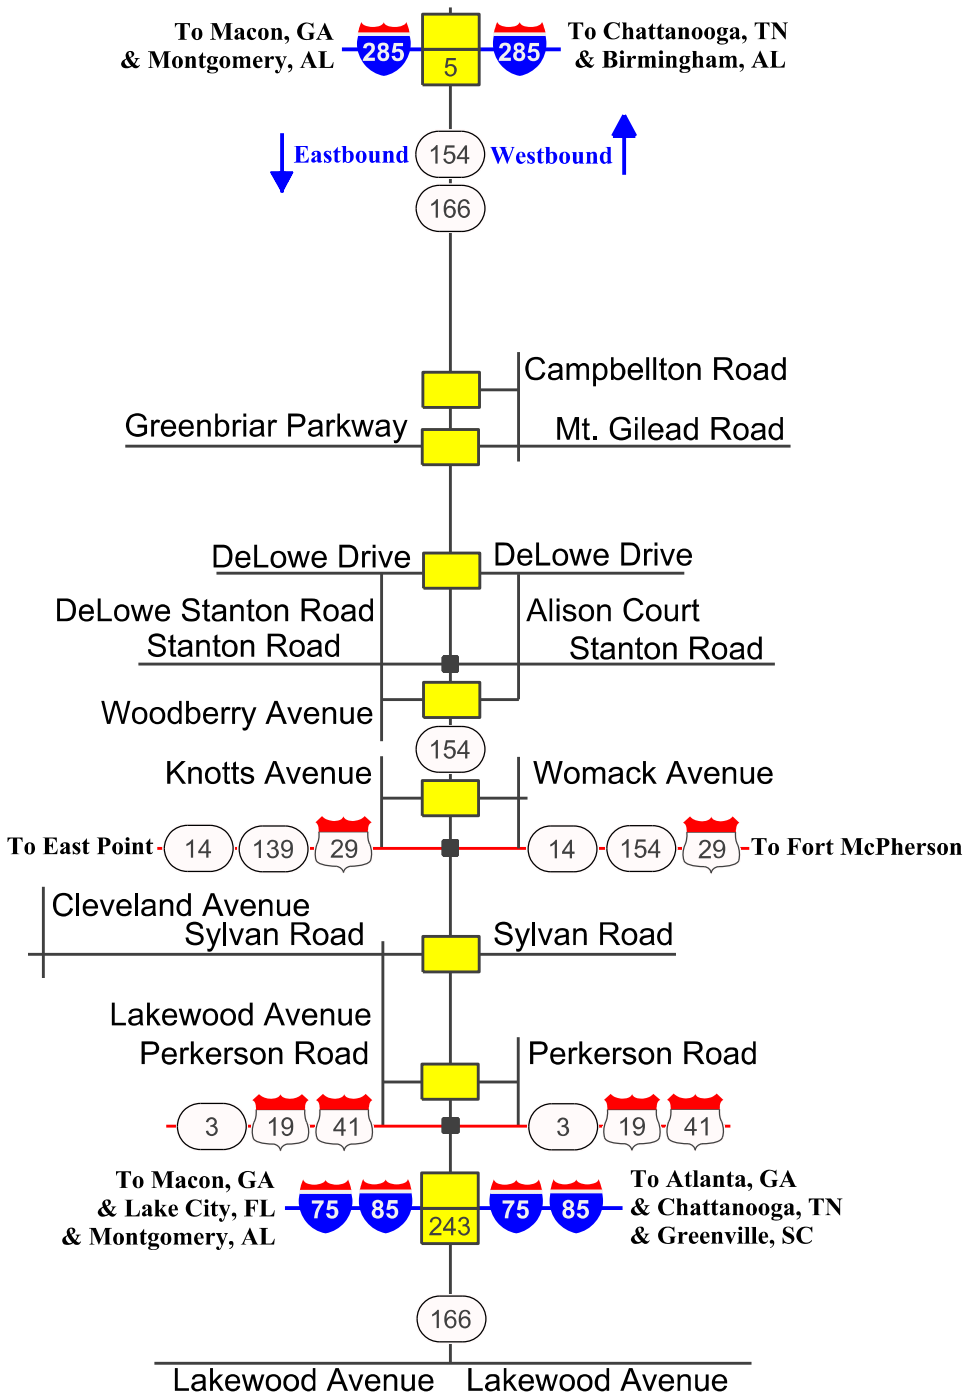 To Macon, GA
& Montgomery, AL
285
5
285
To Chattanooga, TN
& Birmingham, AL
Eastbound
154
Westbound
166
Campbellton Road
Greenbriar Parkway
Mt. Gilead Road
DeLowe Drive
DeLowe Drive
DeLowe Stanton Road
Alison Court
Stanton Road
Stanton Road
Woodberry Avenue
154
Knotts Avenue
Womack Avenue
To East Point
14
139
29
14
154
29
To Fort McPherson
Cleveland Avenue
Sylvan Road
Sylvan Road
Lakewood Avenue
Perkerson Road
Perkerson Road
3
19
41
3
19
41
To Macon, GA
& Lake City, FL
& Montgomery, AL
75
85
243
75
85
To Atlanta, GA
& Chattanooga, TN
& Greenville, SC
166
Lakewood Avenue
Lakewood Avenue